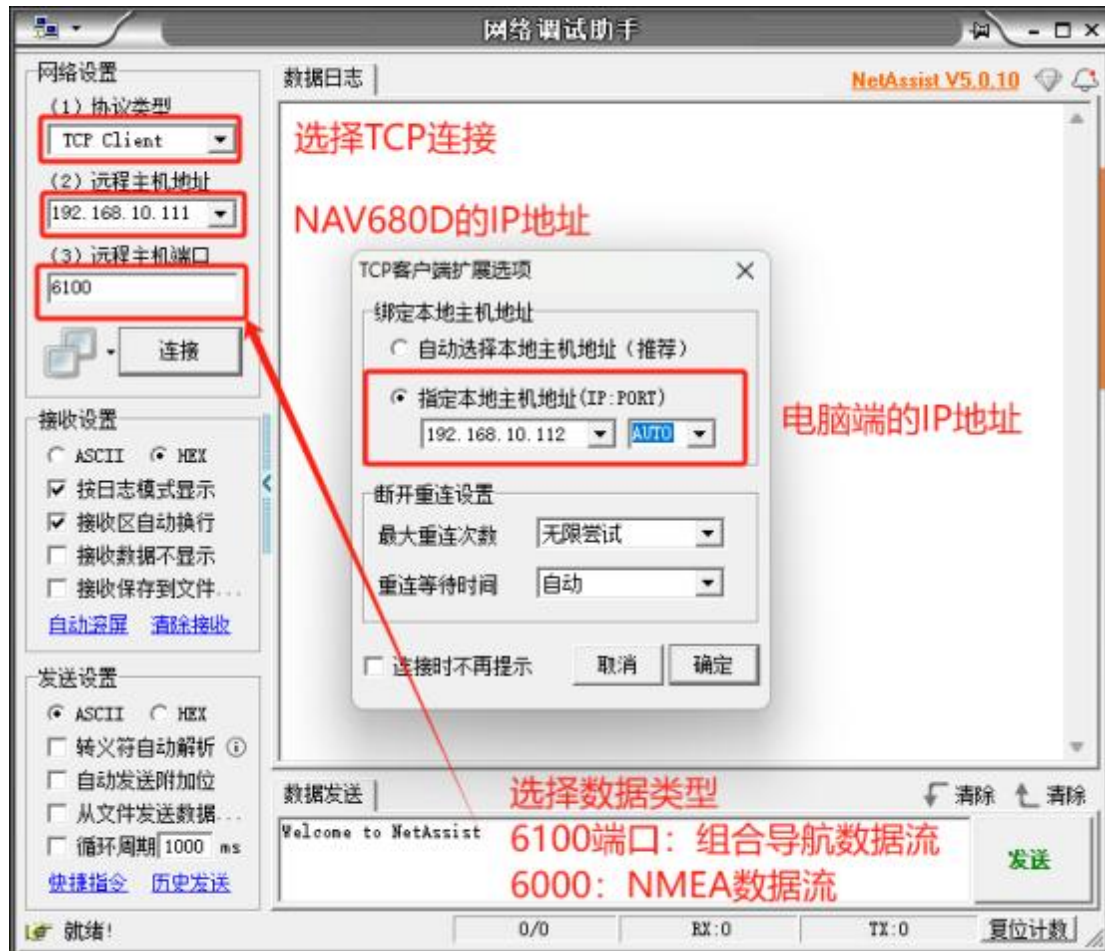 网络调试助手
网络设置
(1) 协议类型
TCP Client
(2) 远程主机地址
192.168.10.111
(3) 远程主机端口
6100
连接
接收设置
ASCII HEX
按日志模式显示
接收区自动换行
接收数据不显示
接收保存到文件...
自动滚屏 清除接收
发送设置
ASCII HEX
转义符自动解析
自动发送附加位
从文件发送数据...
循环周期 1000 ms
快捷指令 历史发送
数据日志
NetAssist V5.0.10
选择TCP连接
NAV680D的IP地址
TCP客户端扩展选项
绑定本地主机地址
自动选择本地主机地址（推荐）
指定本地主机地址(IP:PORT)
192.168.10.112 AUTO
电脑端的IP地址
断开重连设置
最大重连次数 无限尝试
重连等待时间 自动
连接时不再提示 取消 确定
数据发送
选择数据类型
清除 清除
Welcome to NetAssist
6100端口：组合导航数据流
6000：NMEA数据流
发送
就绪!
0/0
RX:0
TX:0
复位计数